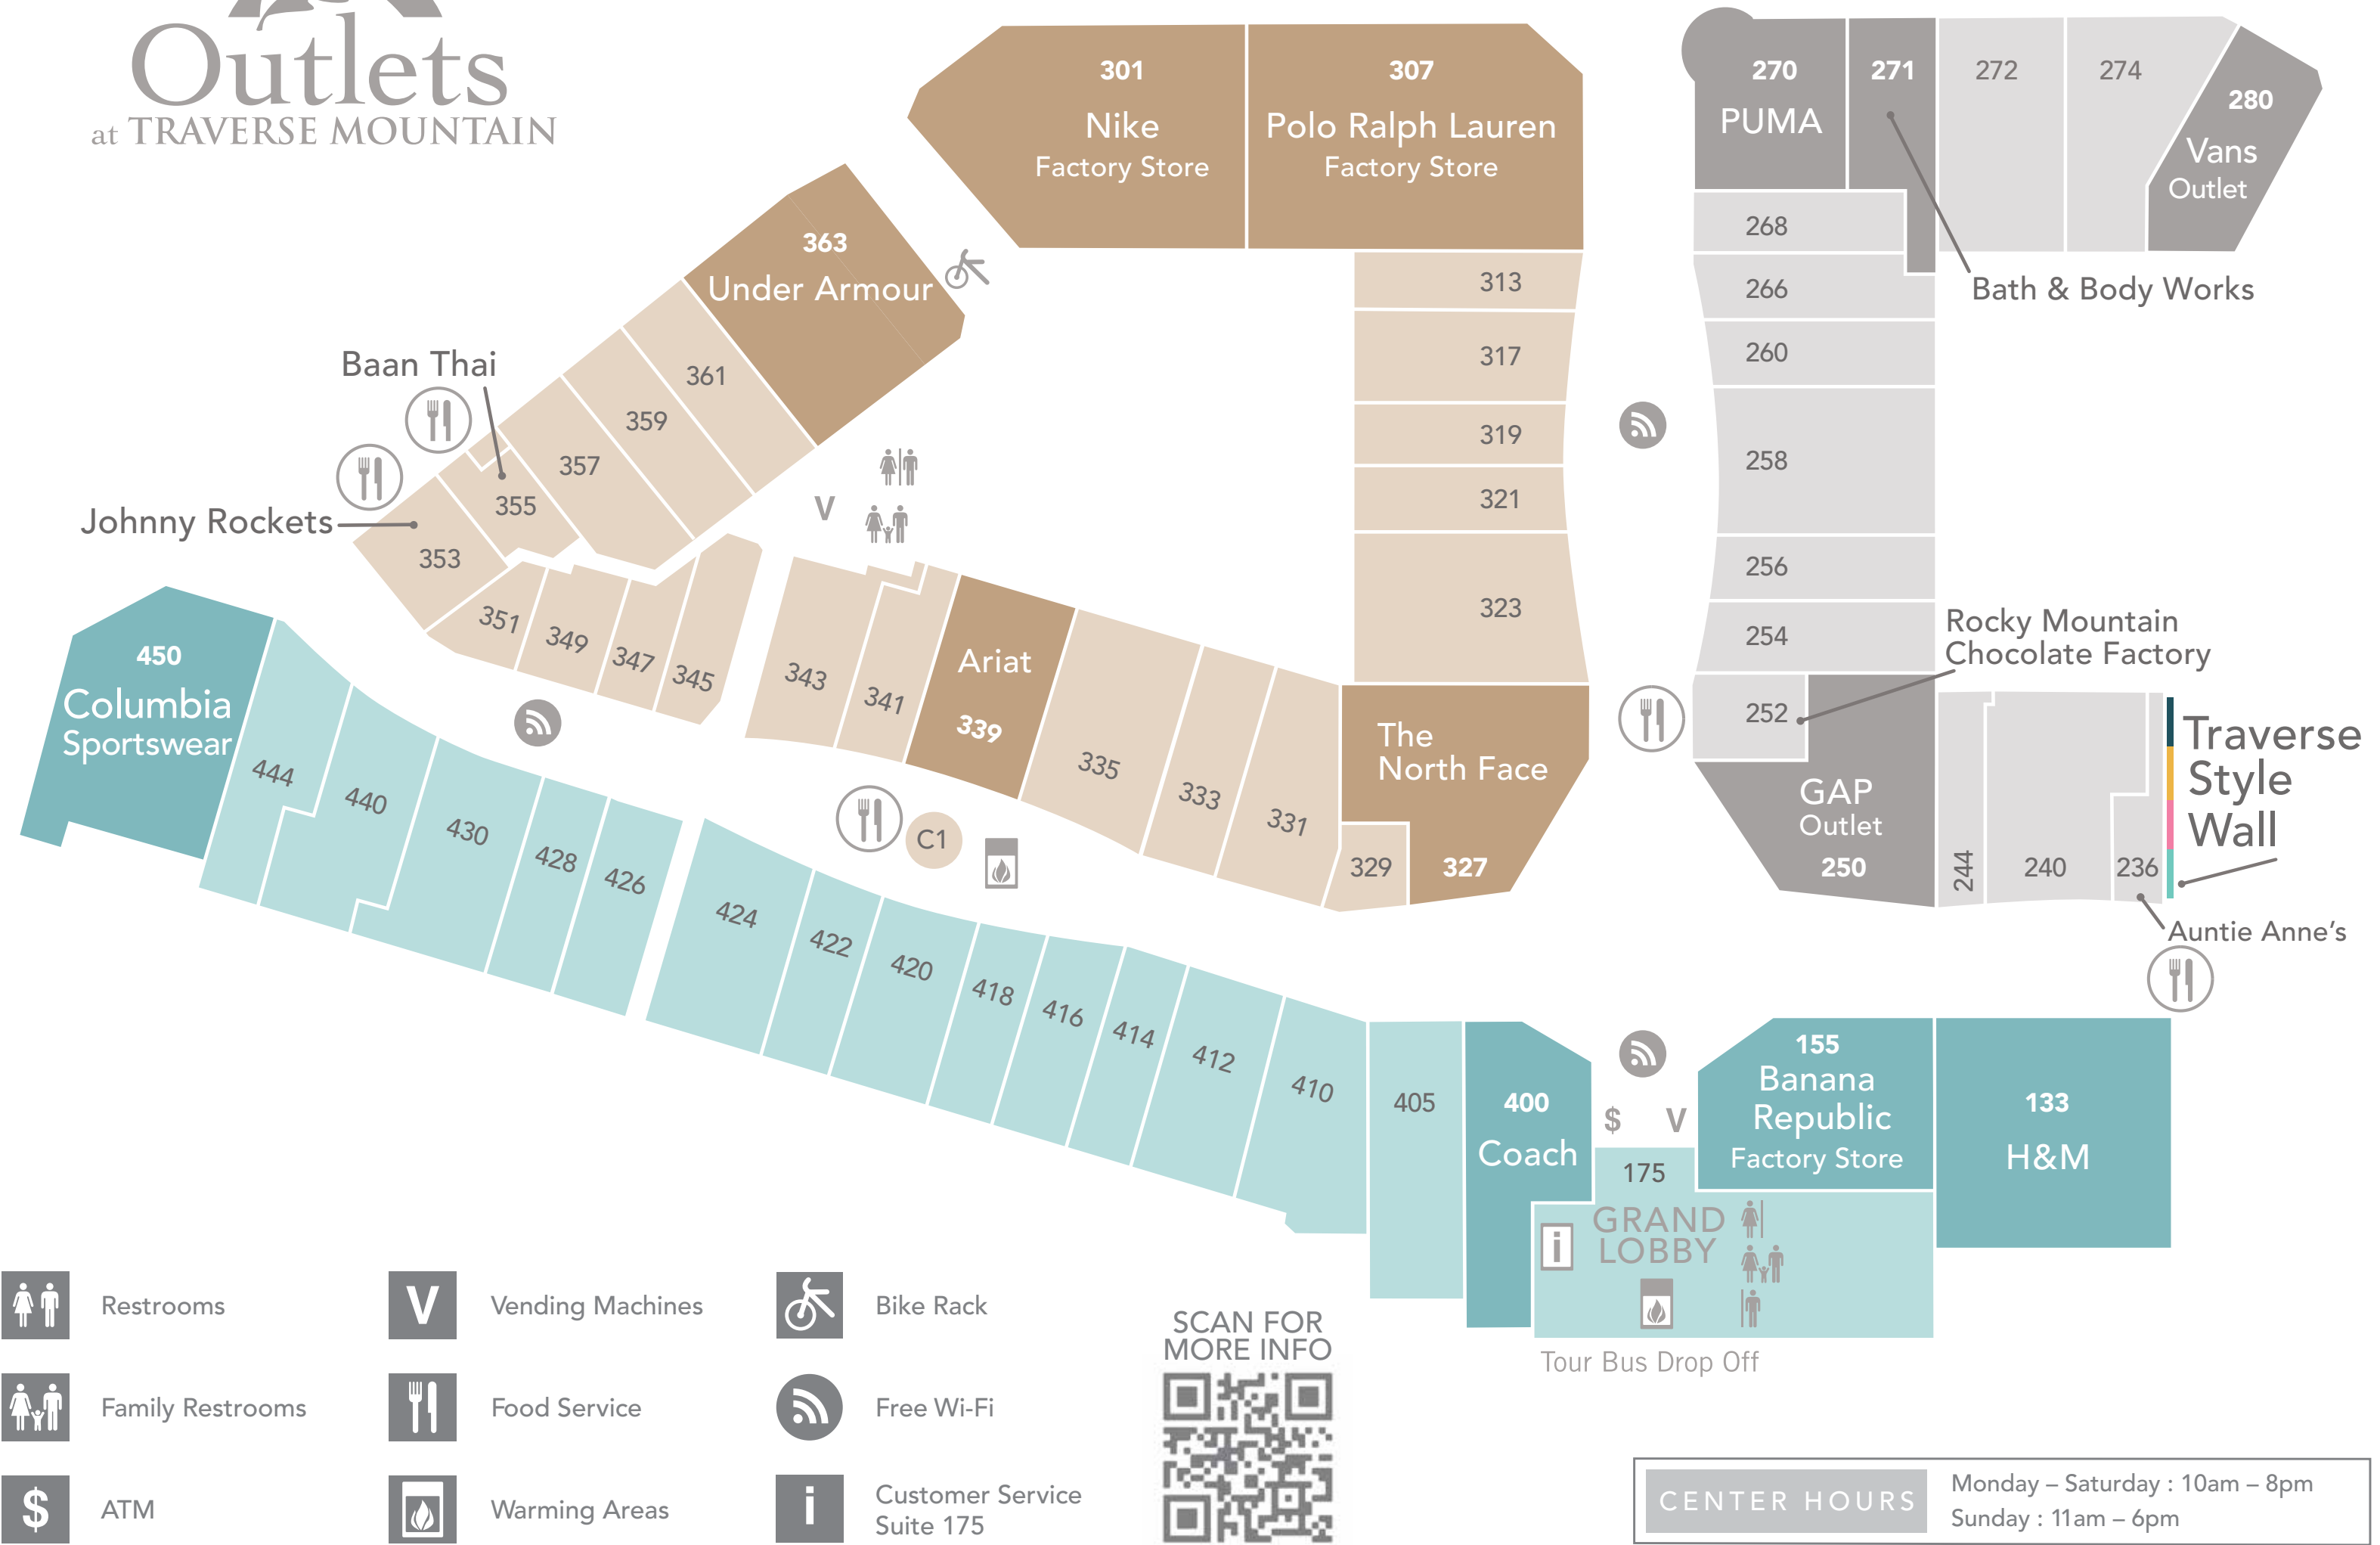 Outlets
at TRAVERSE MOUNTAIN
301
Nike
Factory Store
307
Polo Ralph Lauren
Factory Store
270
PUMA
271
272
274
280
Vans
Outlet
Bath & Body Works
268
266
260
258
256
254
252
Rocky Mountain
Chocolate Factory
313
317
319
321
323
363
Under Armour
361
359
357
Baan Thai
355
Johnny Rockets
353
351
349
347
345
V
343
341
Ariat
339
335
333
331
329
The
North Face
327
GAP
Outlet
250
244
240
236
Traverse
Style
Wall
Auntie Anne's
450
Columbia
Sportswear
444
440
430
428
426
424
422
420
418
416
414
412
410
405
C1
400
Coach
$
V
175
GRAND
LOBBY
i
155
Banana
Republic
Factory Store
133
H&M
Tour Bus Drop Off
Restrooms
V
Vending Machines
Bike Rack
Family Restrooms
Food Service
Free Wi-Fi
$
ATM
Warming Areas
i
Customer Service
Suite 175
SCAN FOR
MORE INFO
CENTER HOURS
Monday – Saturday : 10am – 8pm
Sunday : 11am – 6pm